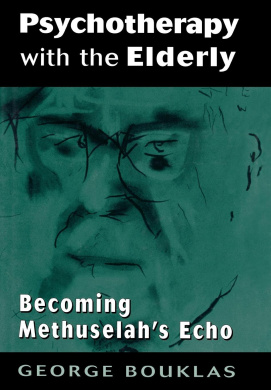 Psychotherapy
with the Elderly
Becoming
Methuselah's Echo
GEORGE BOUKLAS